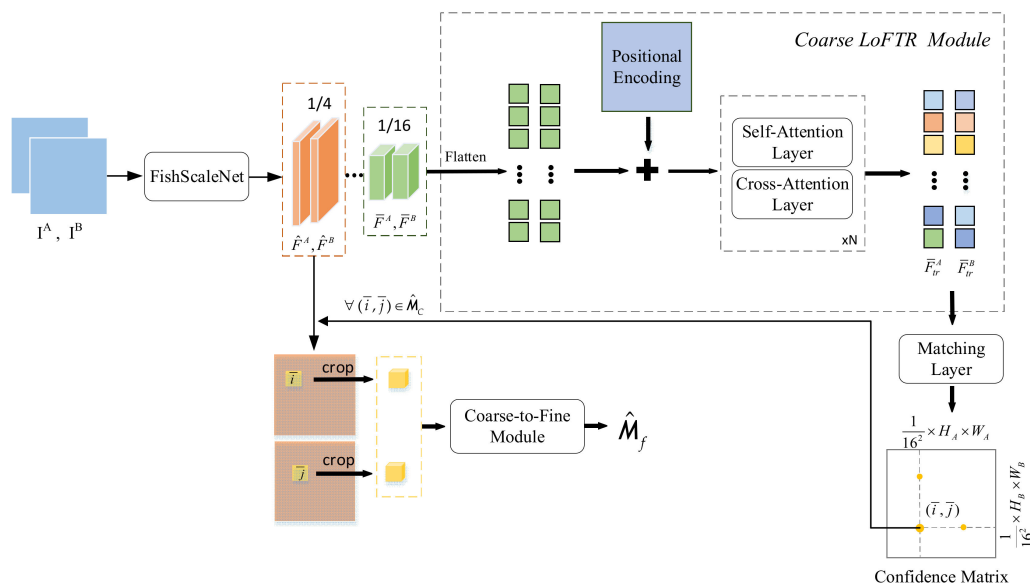 Coarse LoFTR Module
Positional
Encoding
1/4
1/16
Self-Attention
Layer
Cross-Attention
Layer
xN
Flatten
FishScaleNet
I^A , I^B
F̂^A, F̂^B
F̄^A, F̄^B
F̄_tr^A F̄_tr^B
∀ (ī, j̄) ∈ M̂_C
Matching
Layer
ī crop
Coarse-to-Fine
Module
M̂_f
j̄ crop
1/16² × H_A × W_A
(ī, j̄)
1/16² × H_B × W_B
Confidence Matrix